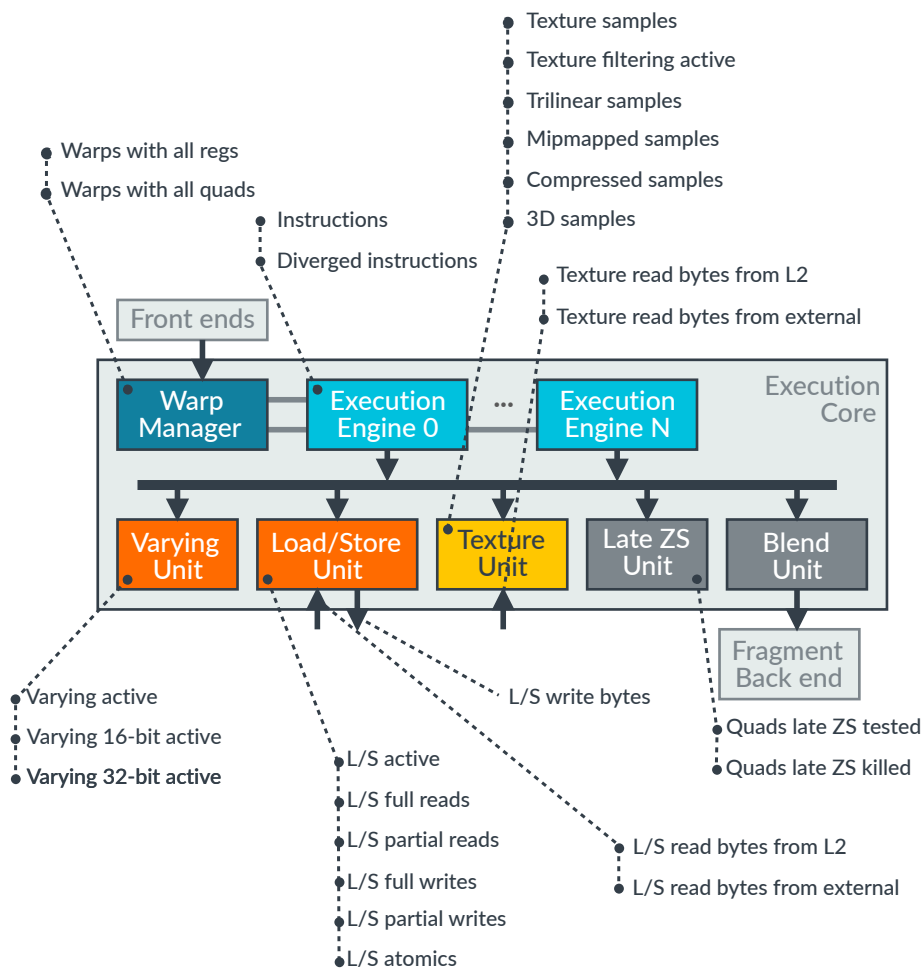 Texture samples
Texture filtering active
Trilinear samples
Mipmapped samples
Compressed samples
3D samples
Warps with all regs
Warps with all quads
Instructions
Diverged instructions
Texture read bytes from L2
Texture read bytes from external
Front ends
Execution
Core
Warp
Manager
Execution
Engine 0
...
Execution
Engine N
Varying
Unit
Load/Store
Unit
Texture
Unit
Late ZS
Unit
Blend
Unit
Fragment
Back end
Varying active
Varying 16-bit active
Varying 32-bit active
L/S write bytes
Quads late ZS tested
Quads late ZS killed
L/S active
L/S full reads
L/S partial reads
L/S full writes
L/S partial writes
L/S atomics
L/S read bytes from L2
L/S read bytes from external